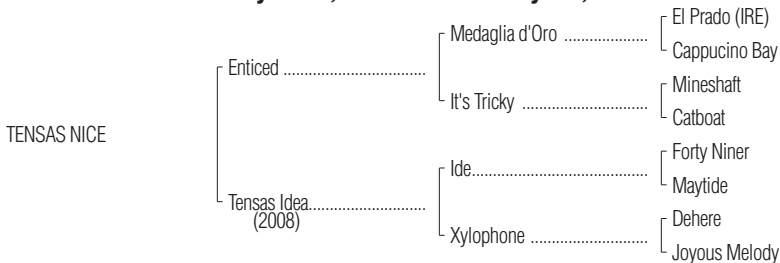 El Prado (IRE)
Medaglia d'Oro
Cappucino Bay
Enticed
Mineshaft
It's Tricky
Catboat
TENSAS NICE
Forty Niner
Ide
Maytide
Tensas Idea
(2008)
Dehere
Xylophone
Joyous Melody